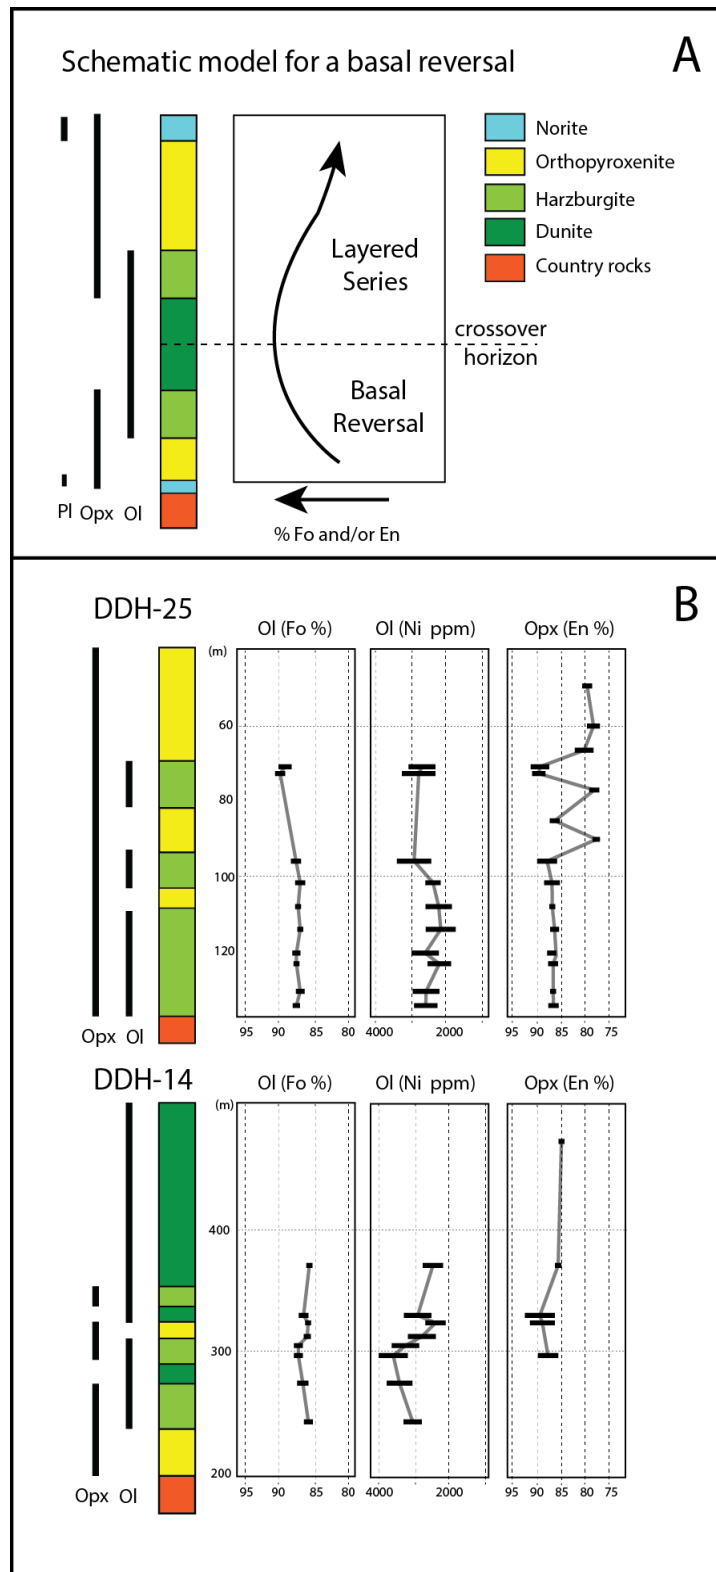 A
Schematic model for a basal reversal
Norite
Orthopyroxenite
Harzburgite
Dunite
Country rocks
Layered
Series
crossover
horizon
Basal
Reversal
Pl Opx Ol
% Fo and/or En
B
DDH-25
Ol (Fo %) Ol (Ni ppm) Opx (En %)
(m)
60
80
100
120
Opx Ol
95 90 85 80 4000 2000 95 90 85 80 75
DDH-14
Ol (Fo %) Ol (Ni ppm) Opx (En %)
(m)
400
300
200
Opx Ol
95 90 85 80 4000 2000 95 90 85 80 75